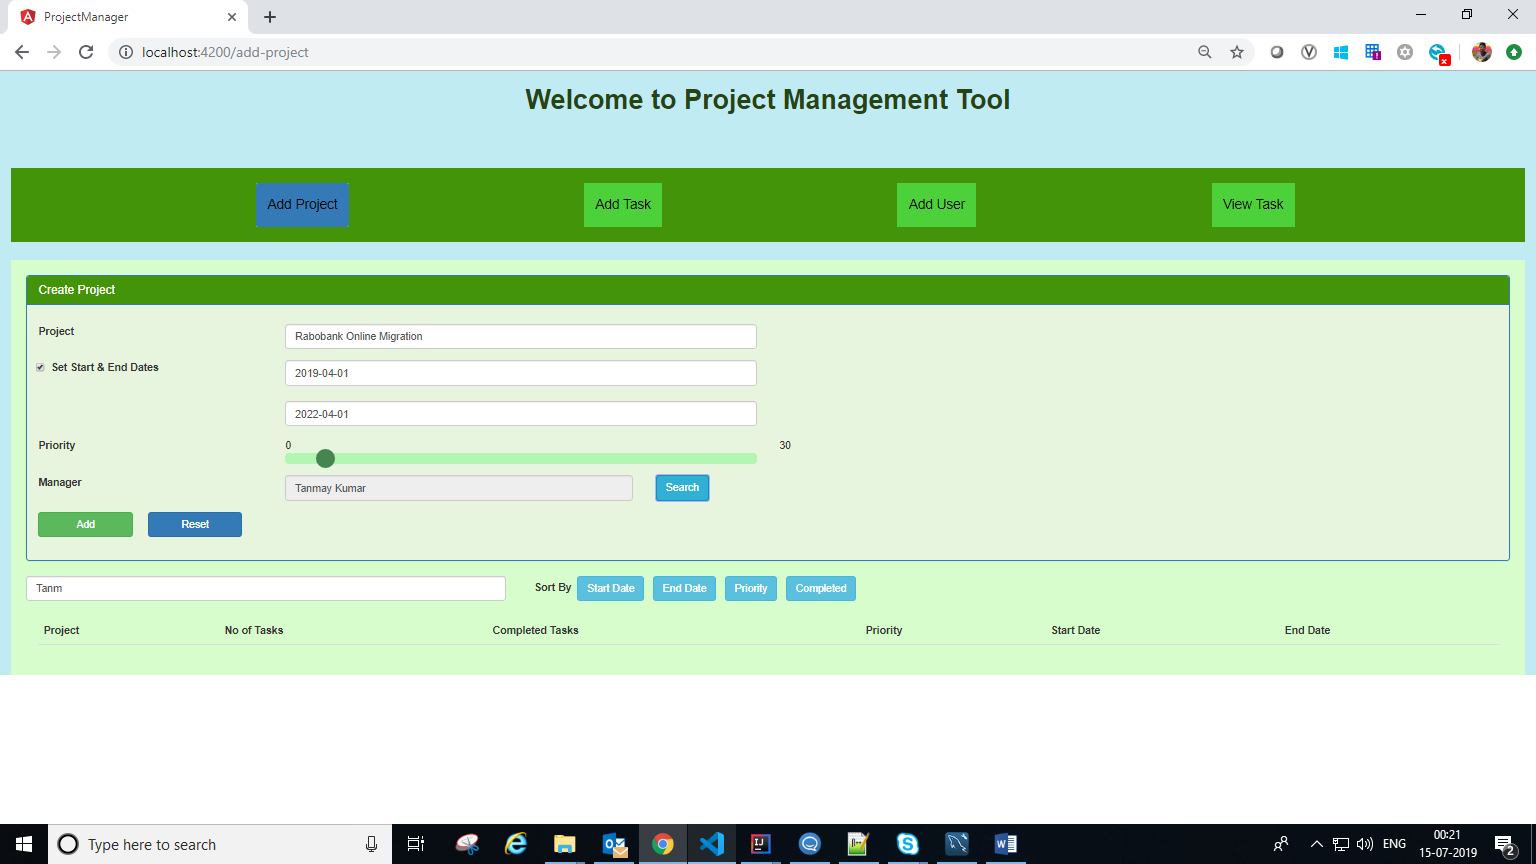 ProjectManager
localhost:4200/add-project
Welcome to Project Management Tool
Add Project Add Task Add User View Task
Create Project
Project Rabobank Online Migration
Set Start & End Dates 2019-04-01
2022-04-01
Priority 0 30
Manager Tanmay Kumar Search
Add Reset
Tanm Sort By Start Date End Date Priority Completed
Project No of Tasks Completed Tasks Priority Start Date End Date
Type here to search ENG 00:21
15-07-2019 2